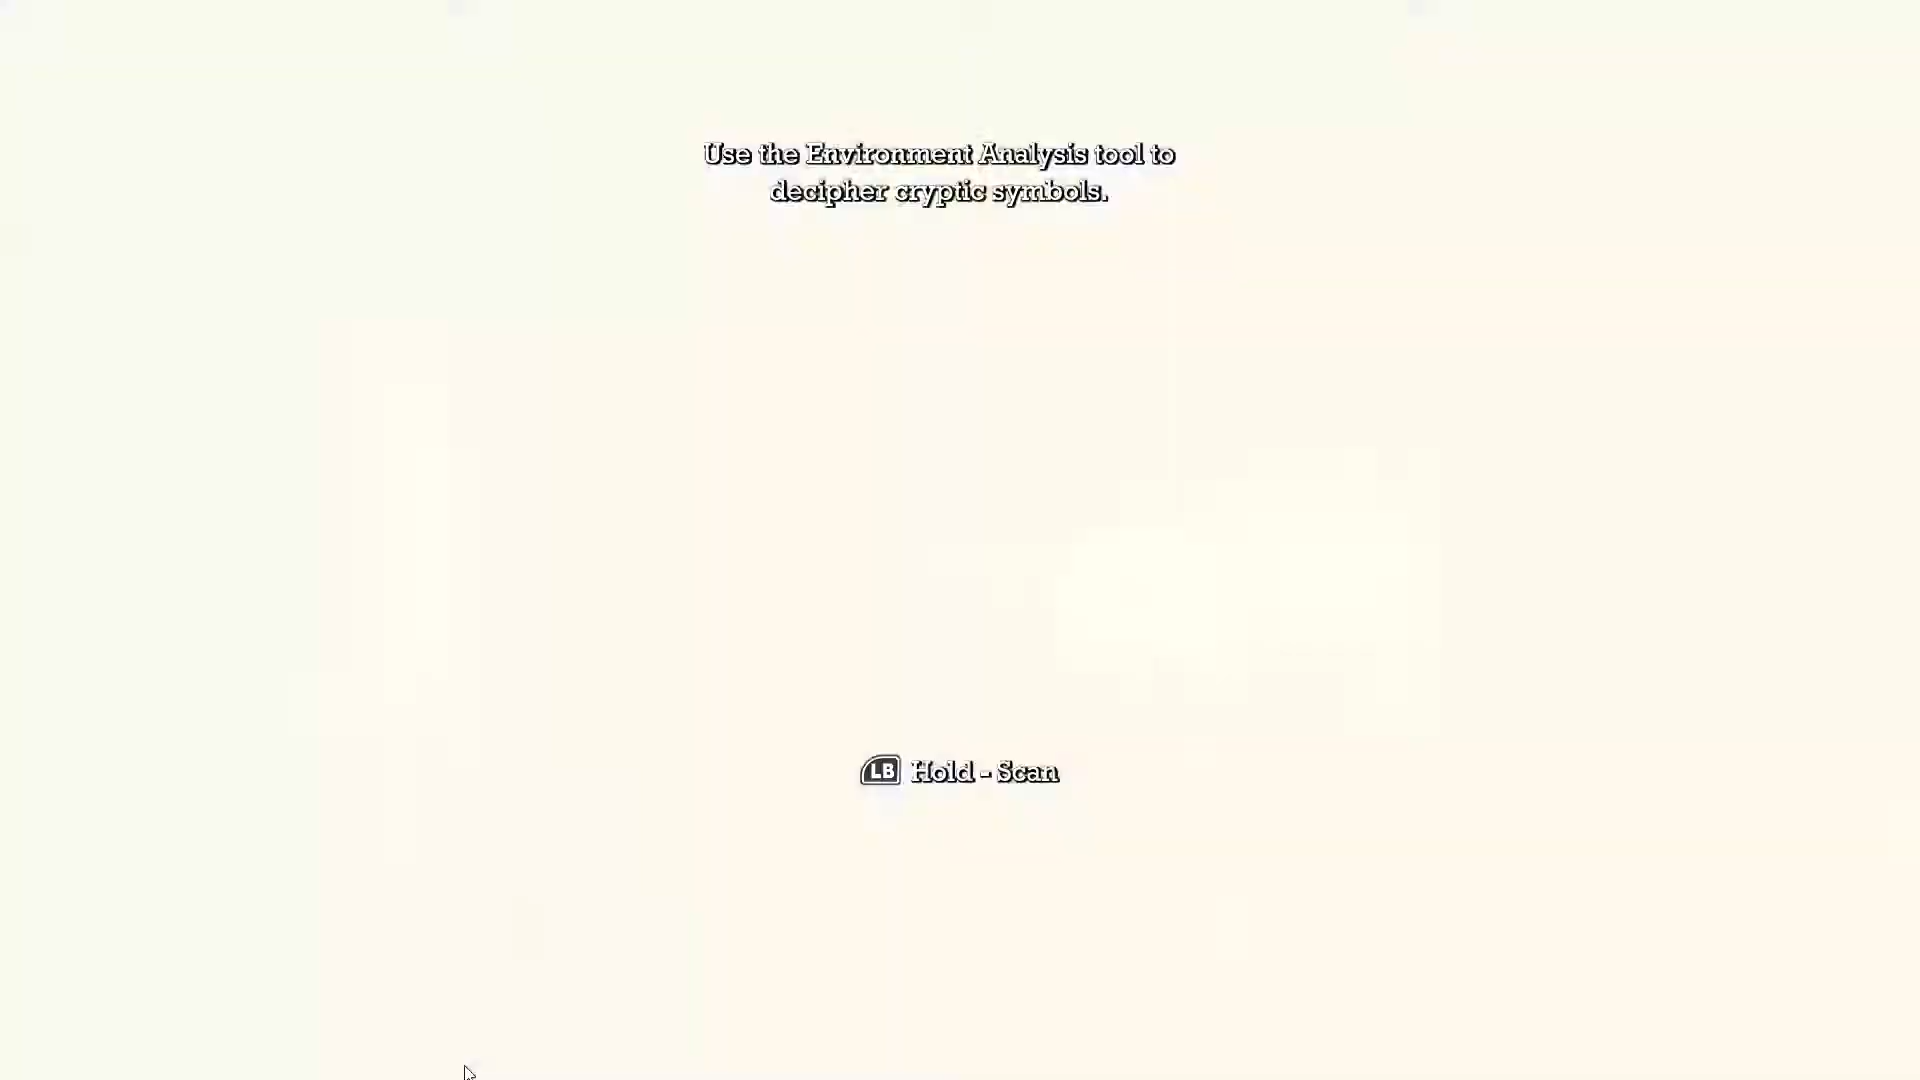 Use the Environment Analysis tool to
decipher cryptic symbols.
LB Hold - Scan